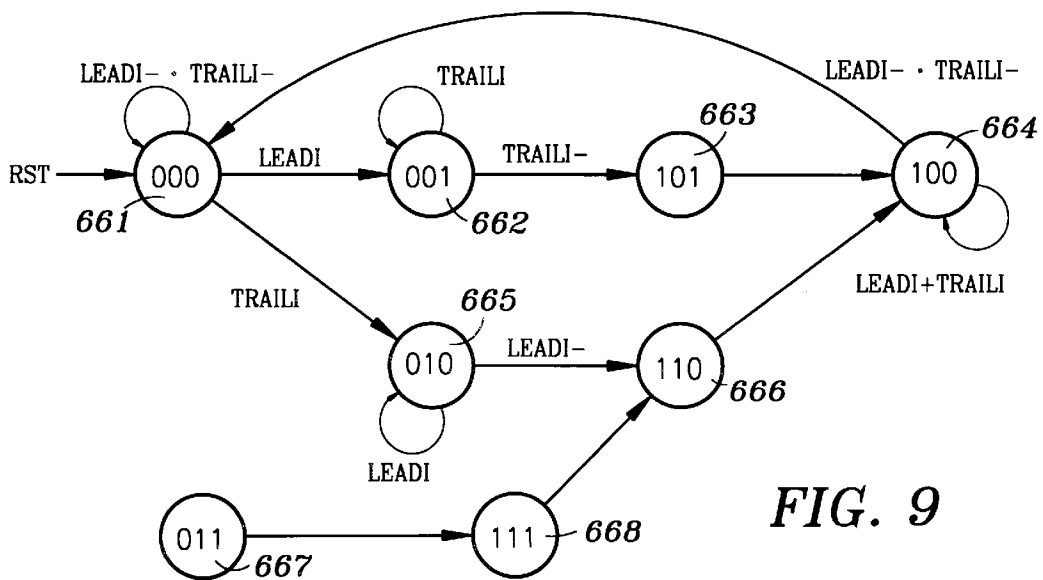 LEADI- · TRAILI-
TRAILI
LEADI- · TRAILI-
663
664
RST
000
LEADI
001
TRAILI-
101
100
661
662
LEADI+TRAILI
TRAILI
665
010
LEADI-
110
666
LEADI
011
667
111
668
FIG. 9